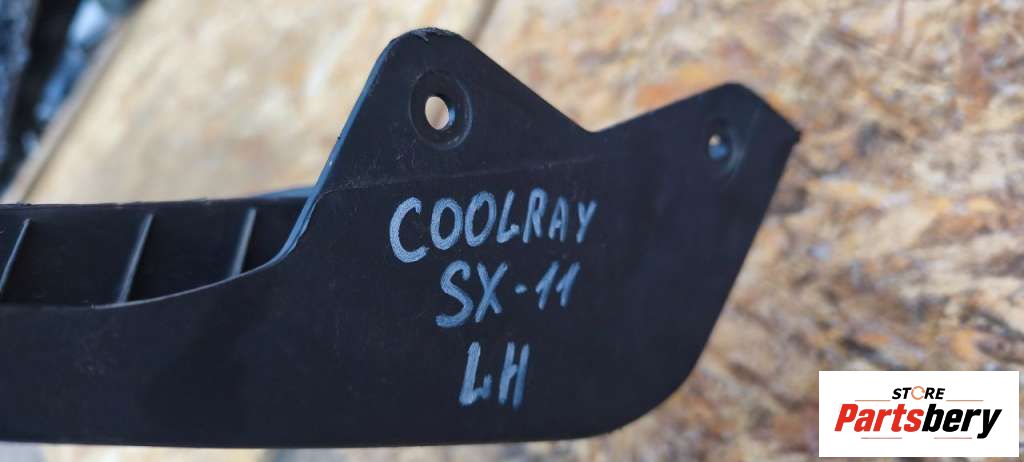 COOLRAY
SX-11
LH
STORE
Partsbery